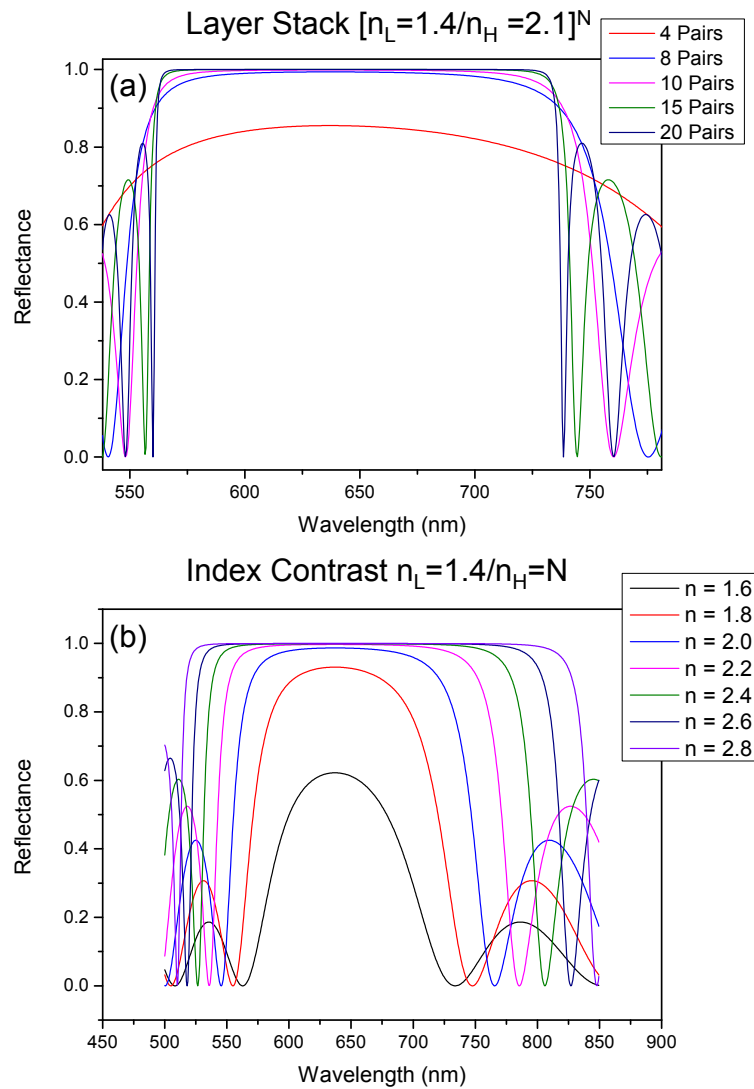 Layer Stack [n_L=1.4/n_H =2.1]^N
4 Pairs
8 Pairs
10 Pairs
15 Pairs
20 Pairs
(a)
1.0
0.8
0.6
0.4
0.2
0.0
Reflectance
550 600 650 700 750
Wavelength (nm)
Index Contrast n_L=1.4/n_H=N
n = 1.6
n = 1.8
n = 2.0
n = 2.2
n = 2.4
n = 2.6
n = 2.8
(b)
1.0
0.8
0.6
0.4
0.2
0.0
Reflectance
450 500 550 600 650 700 750 800 850 900
Wavelength (nm)